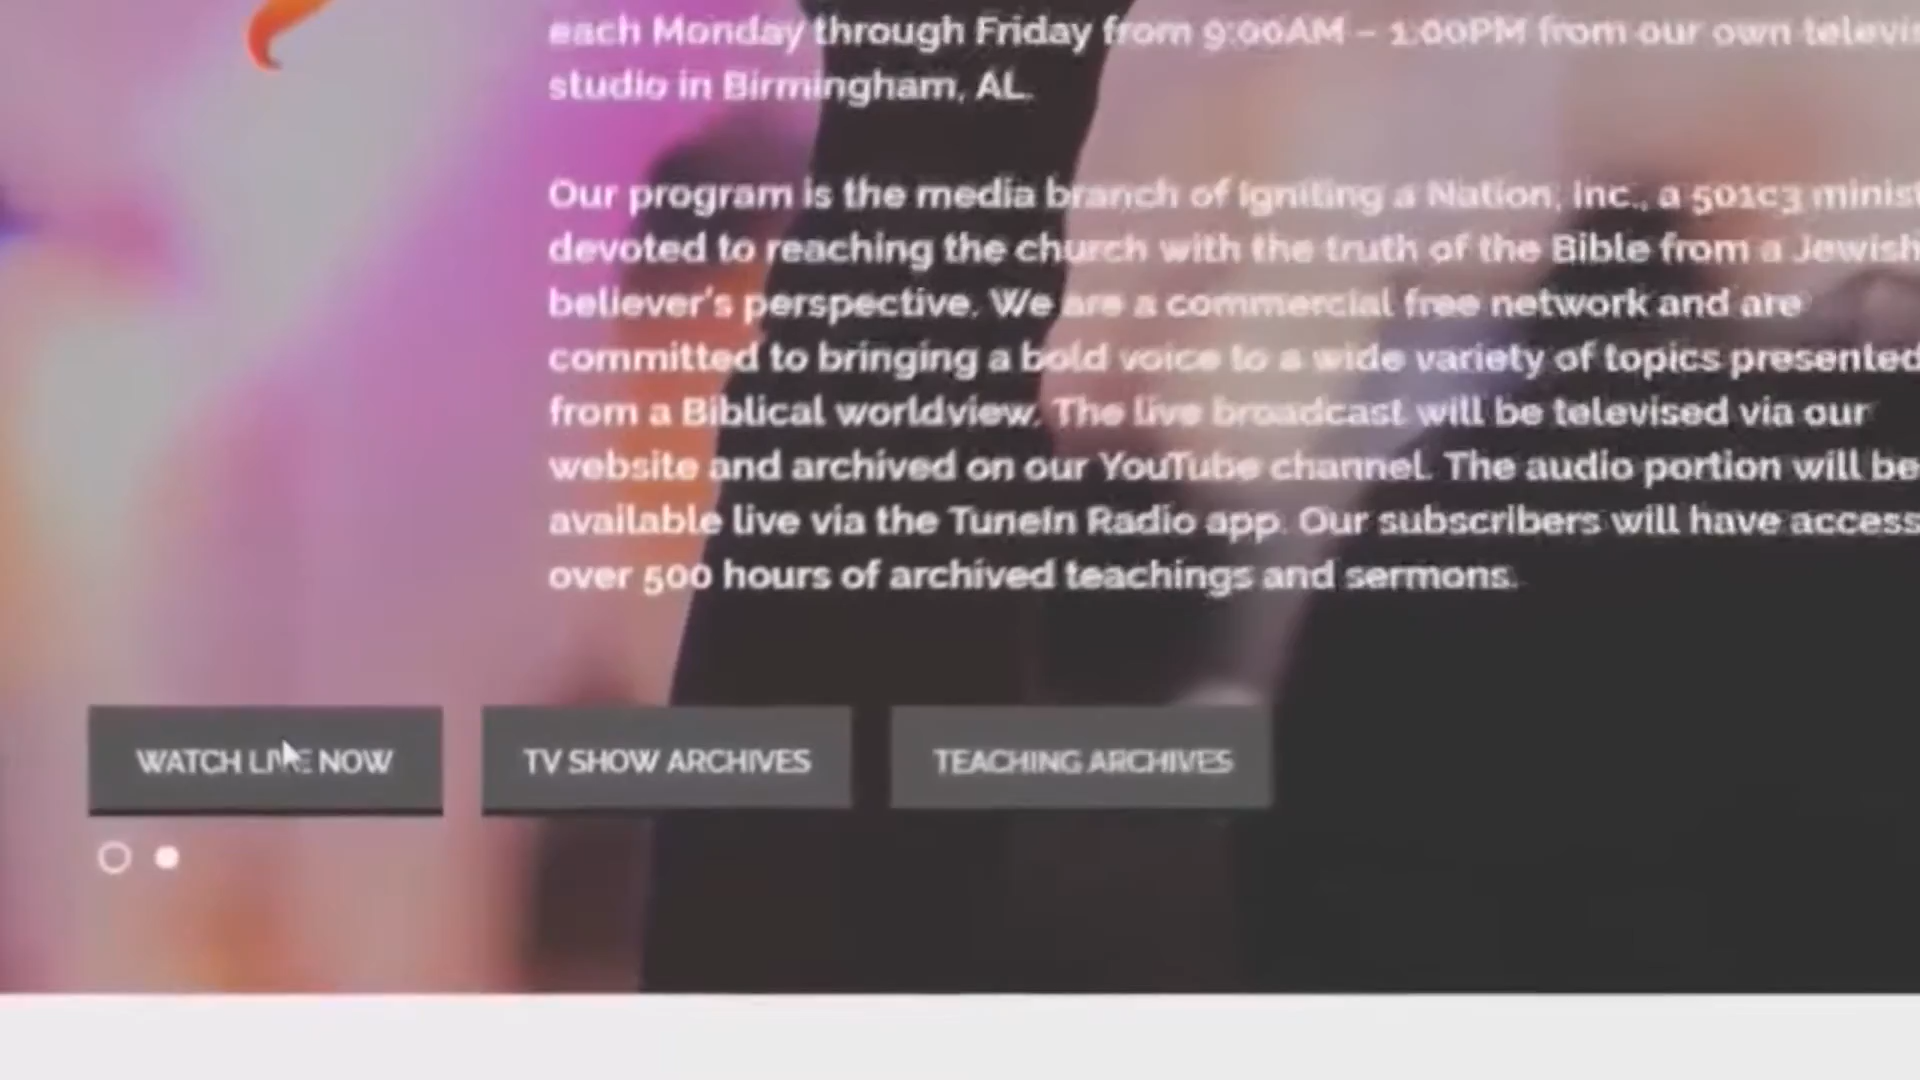 each Monday through Friday from 9:00AM – 1:00PM from our own televis
studio in Birmingham, AL.
Our program is the media branch of Igniting a Nation, Inc., a 501c3 minist
devoted to reaching the church with the truth of the Bible from a Jewish
believer's perspective. We are a commercial free network and are
committed to bringing a bold voice to a wide variety of topics presented
from a Biblical worldview. The live broadcast will be televised via our
website and archived on our YouTube channel. The audio portion will be
available live via the TuneIn Radio app. Our subscribers will have access
over 500 hours of archived teachings and sermons.
WATCH LIVE NOW
TV SHOW ARCHIVES
TEACHING ARCHIVES